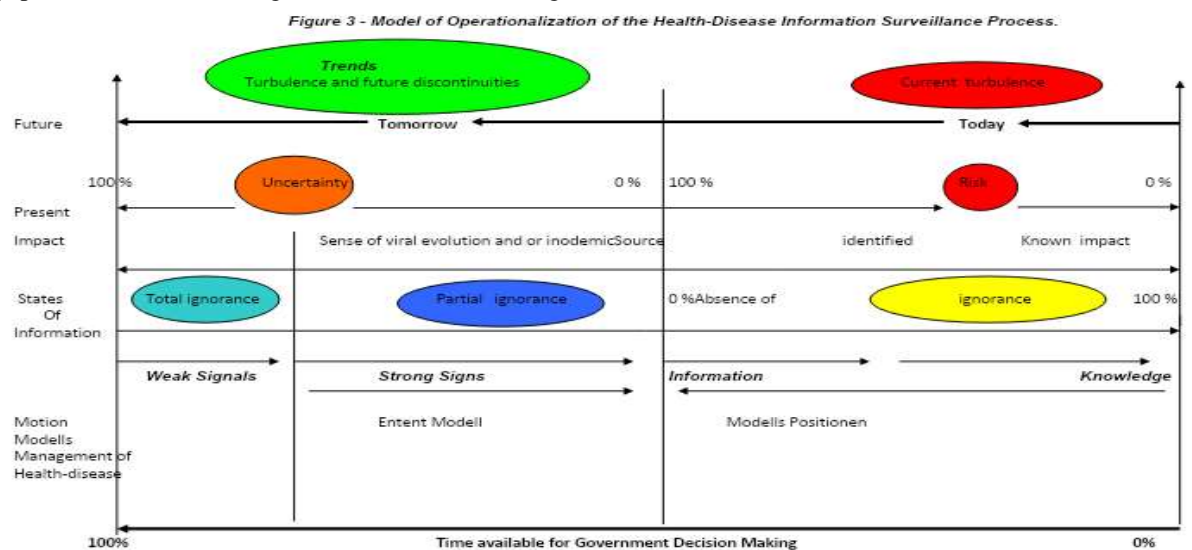 Figure 3 - Model of Operationalization of the Health-Disease Information Surveillance Process.
Trends
Turbulence and future discontinuities
Current turbulence
Future
Tomorrow
Today
100 %
Uncertainty
0 %
100 %
Risk
0 %
Present
Impact
Sense of viral evolution and or inodemicSource
identified
Known impact
States
Of
Information
Total ignorance
Partial ignorance
0 %Absence of
ignorance
100 %
Weak Signals
Strong Signs
Information
Knowledge
Motion
Modells
Management of
Health-disease
Entent Modell
Modells Positionen
100%
Time available for Government Decision Making
0%